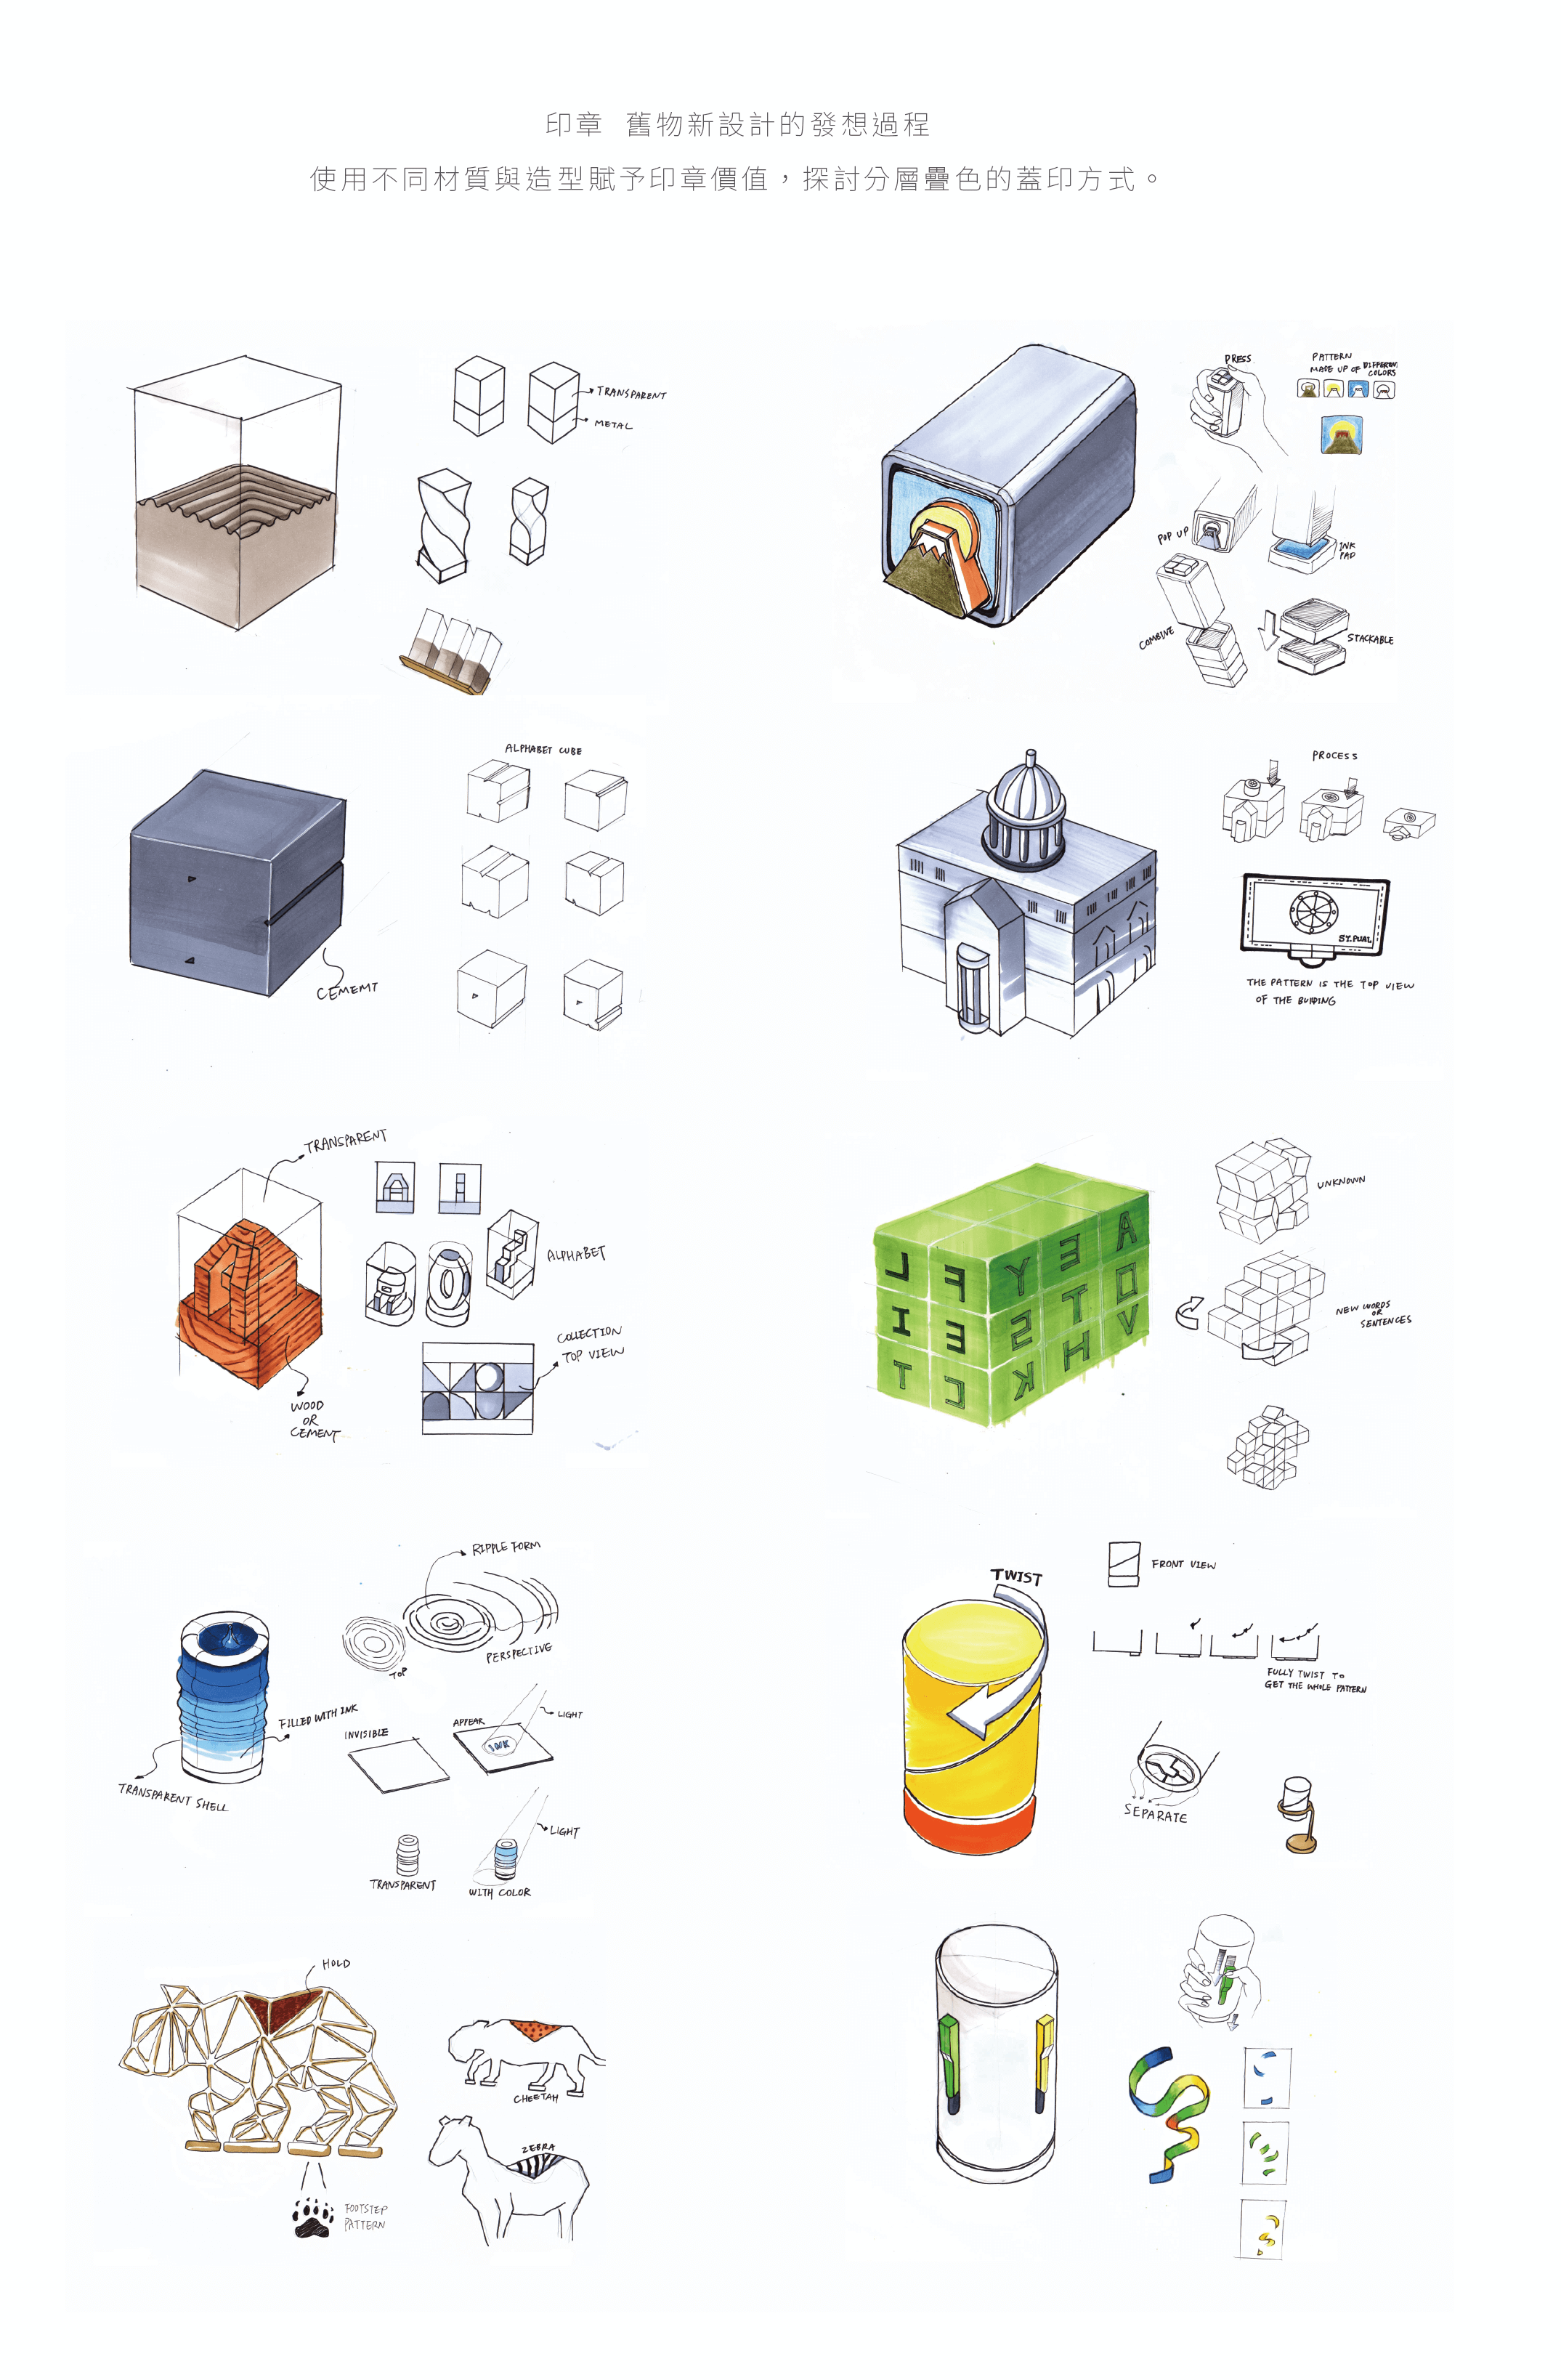 印章 舊物新設計的發想過程
使用不同材質與造型賦予印章價值，探討分層疊色的蓋印方式。
TRANSPARENT
METAL
PRESS
PATTERN
MADE UP OF DIFFEREN
COLORS
POP UP
INK
PAD
COMBINE
STACKABLE
ALPHABET CUBE
CEMEMT
PROCESS
ST.PUAL
THE PATTERN IS THE TOP VIEW
OF THE BUIDING
TRANSPARENT
ALPHABET
COLLECTION
TOP VIEW
WOOD
OR
CEMENT
UNKNOWN
NEW WORDS
OR
SENTENCES
L F Y E A
I E S T O
T C K H V
RIPPLE FORM
PERSPECTIVE
TOP
FILLED WITH INK
TRANSPARENT SHELL
INVISIBLE
APPEAR
LIGHT
INK
LIGHT
TRANSPARENT
WITH COLOR
TWIST
FRONT VIEW
FULLY TWIST TO
GET THE WHOLE PATTERN
SEPARATE
HOLD
CHEETAH
ZEBRA
FOOTSTEP
PATTERN